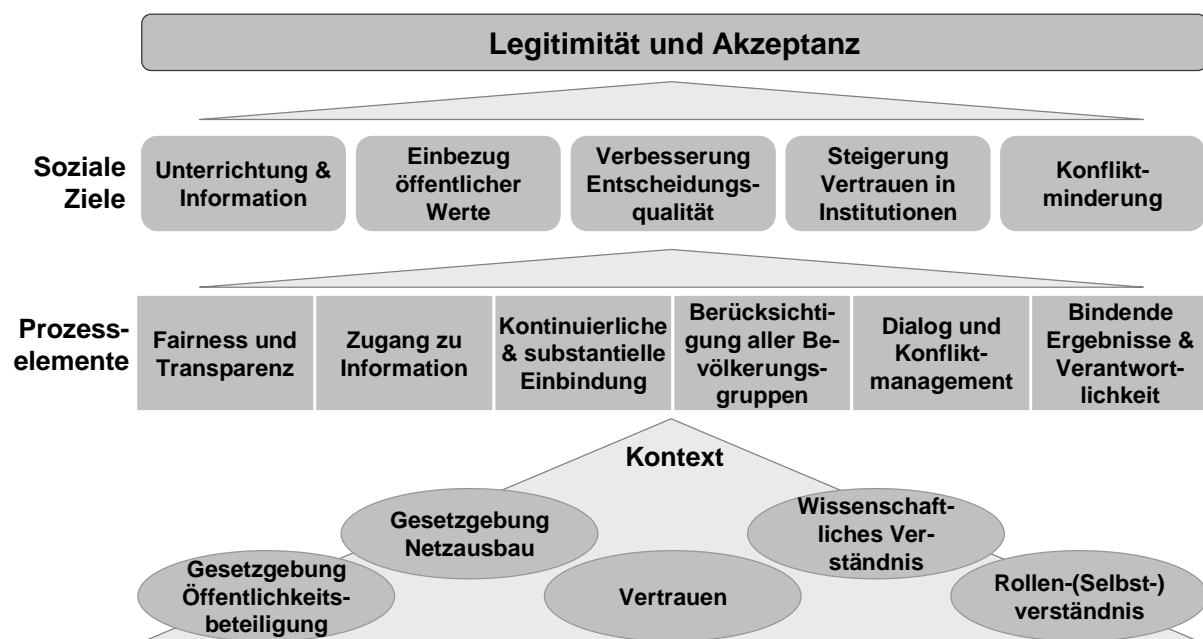 Legitimität und Akzeptanz
Soziale
Ziele
Unterrichtung &
Information
Einbezug
öffentlicher
Werte
Verbesserung
Entscheidungs-
qualität
Steigerung
Vertrauen in
Institutionen
Konflikt-
minderung
Prozess-
elemente
Fairness und
Transparenz
Zugang zu
Information
Kontinuierliche
& substantielle
Einbindung
Berücksichti-
gung aller Be-
völkerungs-
gruppen
Dialog und
Konflikt-
management
Bindende
Ergebnisse &
Verantwort-
lichkeit
Kontext
Gesetzgebung
Netzausbau
Wissenschaft-
liches Ver-
ständnis
Gesetzgebung
Öffentlichkeits-
beteiligung
Vertrauen
Rollen-(Selbst-)
verständnis